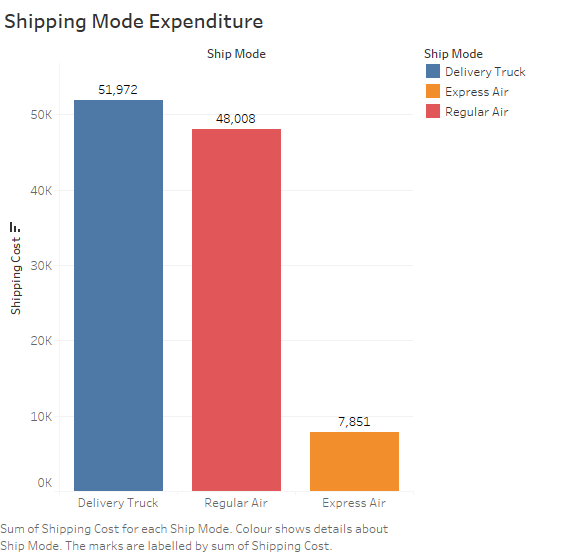 Shipping Mode Expenditure
Ship Mode
Ship Mode
Delivery Truck
Express Air
Regular Air
51,972
48,008
7,851
50K
40K
30K
20K
10K
0K
Shipping Cost
Delivery Truck
Regular Air
Express Air
Sum of Shipping Cost for each Ship Mode. Colour shows details about
Ship Mode. The marks are labelled by sum of Shipping Cost.